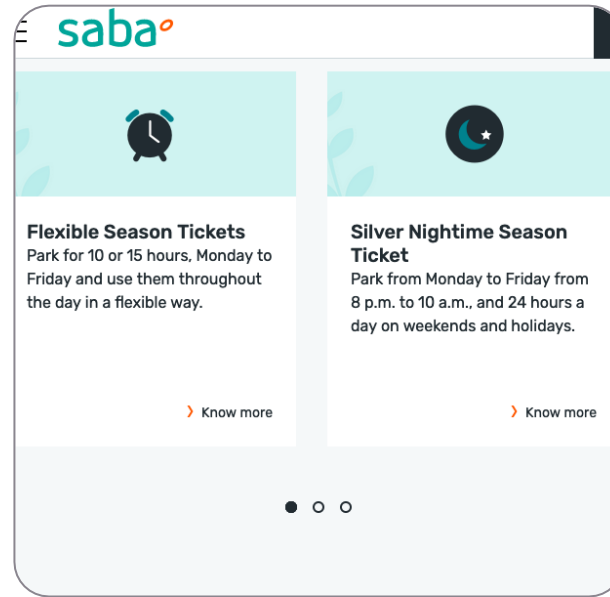 saba
Flexible Season Tickets
Park for 10 or 15 hours, Monday to
Friday and use them throughout
the day in a flexible way.
Know more
Silver Nightime Season
Ticket
Park from Monday to Friday from
8 p.m. to 10 a.m., and 24 hours a
day on weekends and holidays.
Know more